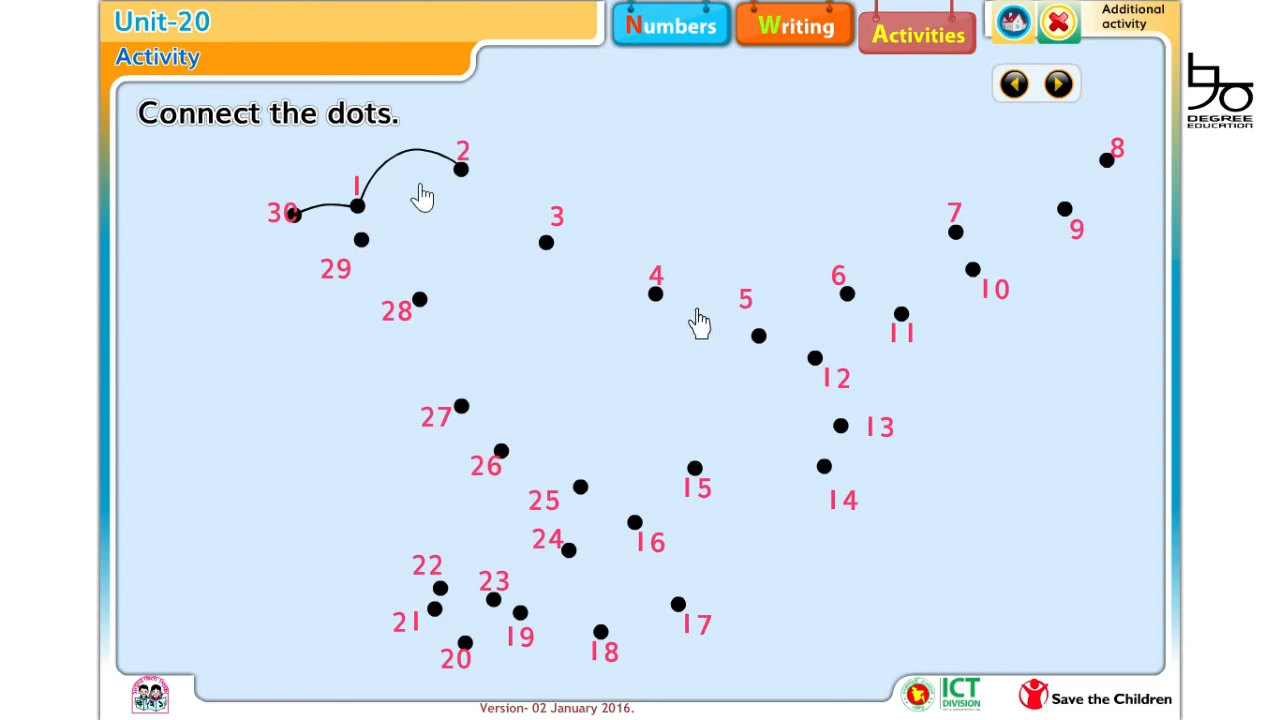 Unit-20
Numbers
Writing
Activities
Additional
activity
Activity
Connect the dots.
DEGREE
EDUCATION
2
8
1
30
3
7
9
29
4
6
10
5
28
11
12
27
13
26
15
25
14
24
16
22
23
21
19
17
18
20
ICT
DIVISION
Save the Children
Version- 02 January 2016.